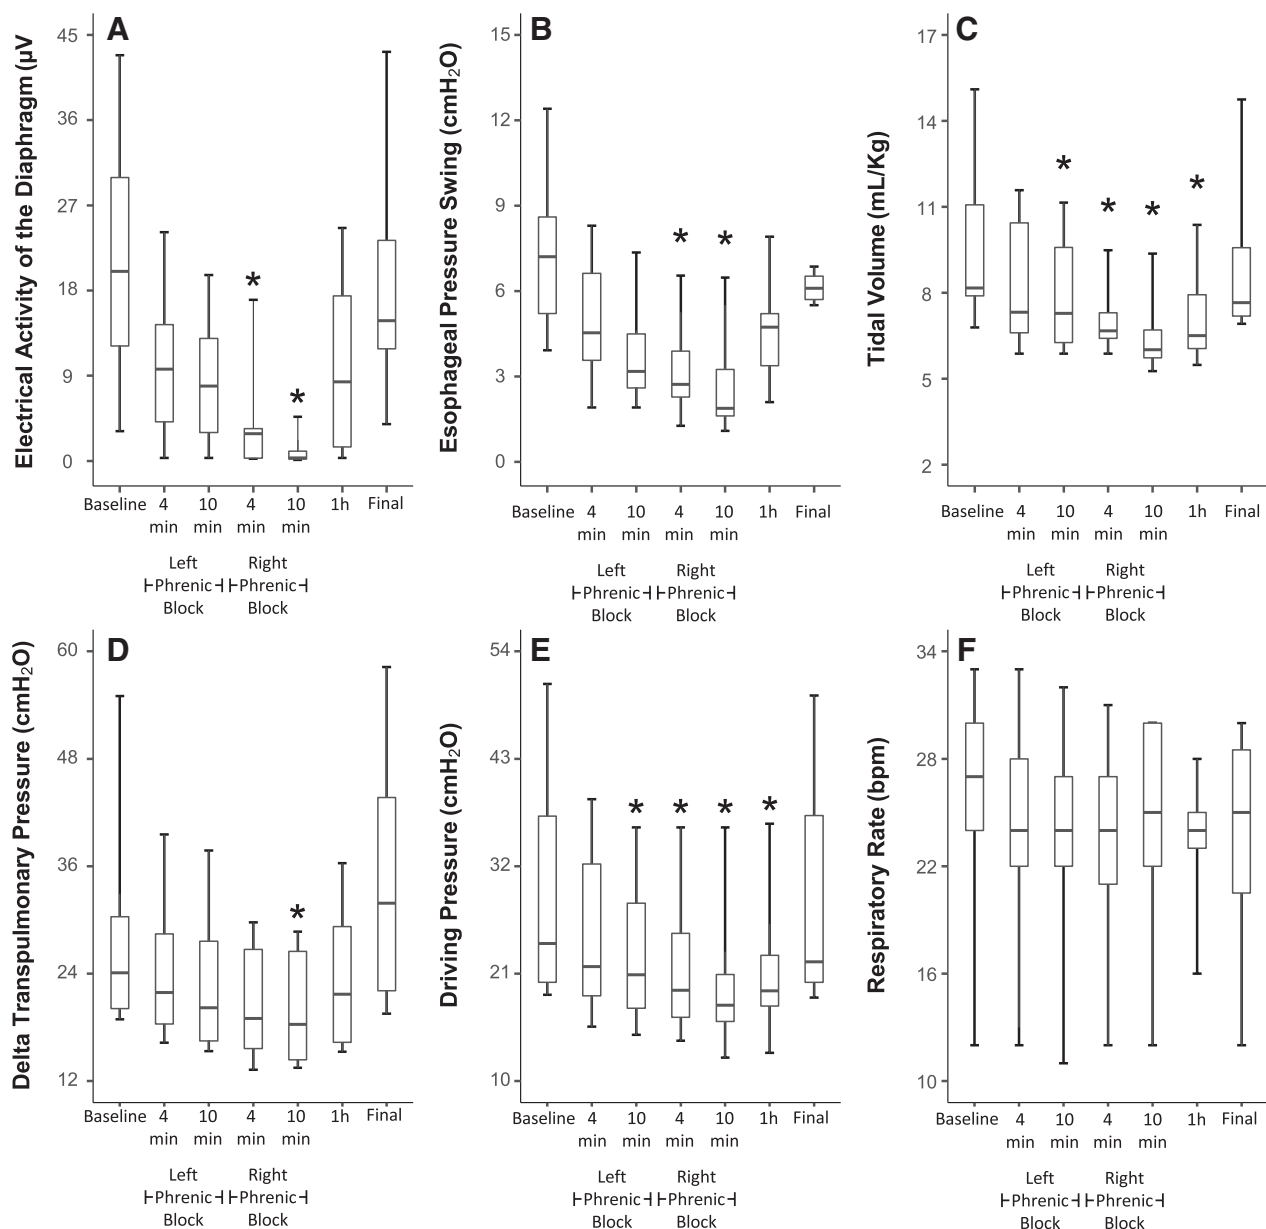 A
Electrical Activity of the Diaphragm (µV
45
36
27
18
9
0
*
*
Baseline 4 10 4 10 1h Final
min min min min
Left Right
Phrenic Phrenic
Block Block
B
Esophageal Pressure Swing (cmH₂O)
15
12
9
6
3
0
* *
Baseline 4 10 4 10 1h Final
min min min min
Left Right
Phrenic Phrenic
Block Block
C
Tidal Volume (mL/Kg)
17
14
11
8
5
2
* * * *
Baseline 4 10 4 10 1h Final
min min min min
Left Right
Phrenic Phrenic
Block Block
D
Delta Transpulmonary Pressure (cmH₂O)
60
48
36
24
12
*
Baseline 4 10 4 10 1h Final
min min min min
Left Right
Phrenic Phrenic
Block Block
E
Driving Pressure (cmH₂O)
54
43
32
21
10
* * * *
Baseline 4 10 4 10 1h Final
min min min min
Left Right
Phrenic Phrenic
Block Block
F
Respiratory Rate (bpm)
34
28
22
16
10
Baseline 4 10 4 10 1h Final
min min min min
Left Right
Phrenic Phrenic
Block Block